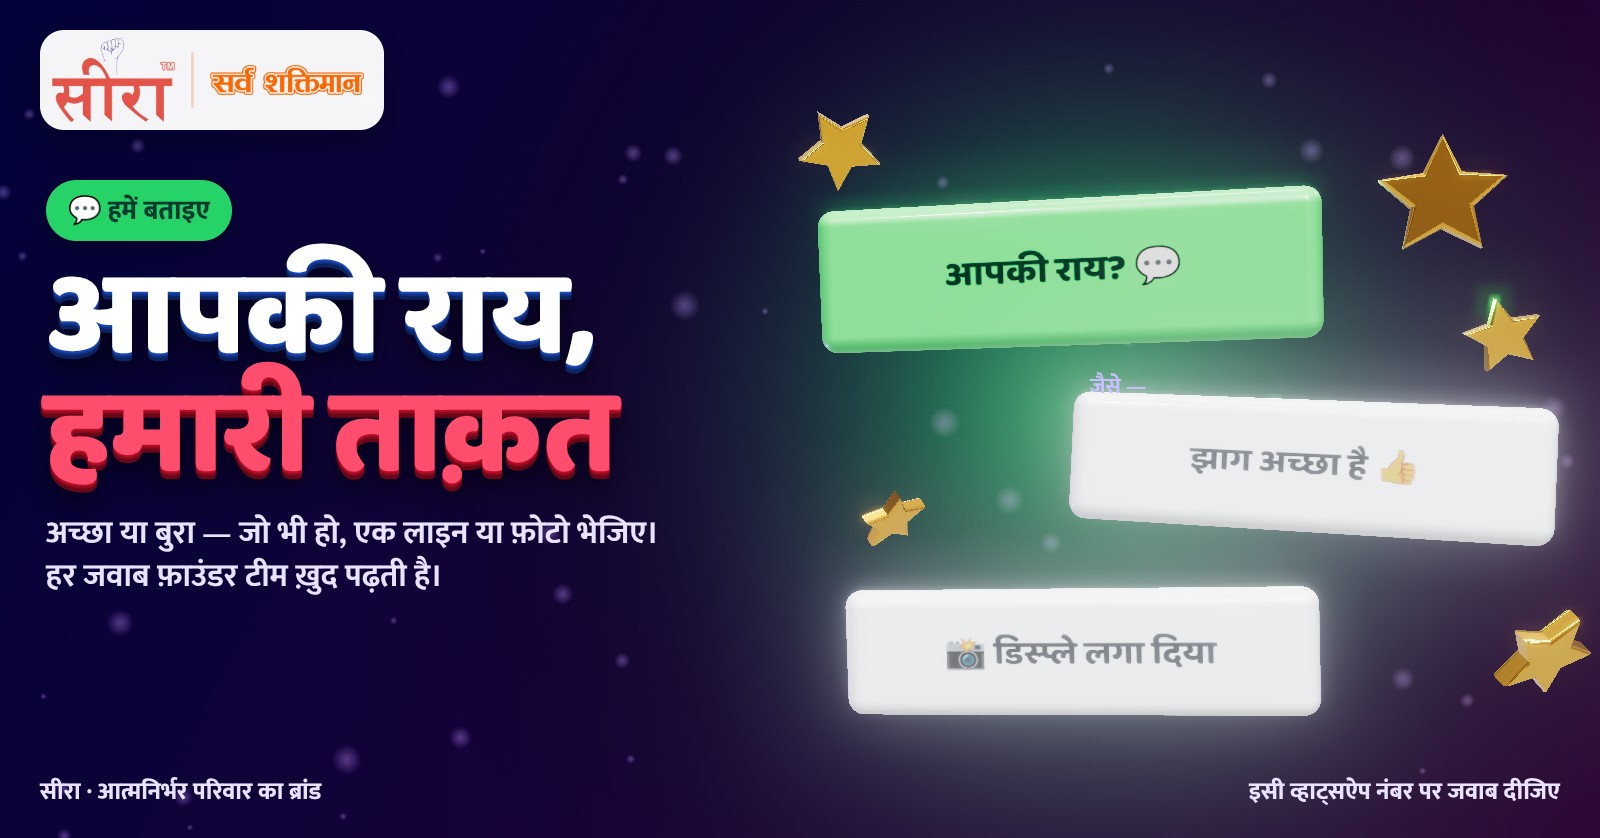 सीरा TM
सर्व शक्तिमान
💬 हमें बताइए
आपकी राय,
हमारी ताक़त
अच्छा या बुरा — जो भी हो, एक लाइन या फ़ोटो भेजिए।
हर जवाब फ़ाउंडर टीम ख़ुद पढ़ती है।
आपकी राय? 💬
जैसे —
झाग अच्छा है 👍
📸 डिस्प्ले लगा दिया
सीरा · आत्मनिर्भर परिवार का ब्रांड
इसी व्हाट्सऐप नंबर पर जवाब दीजिए